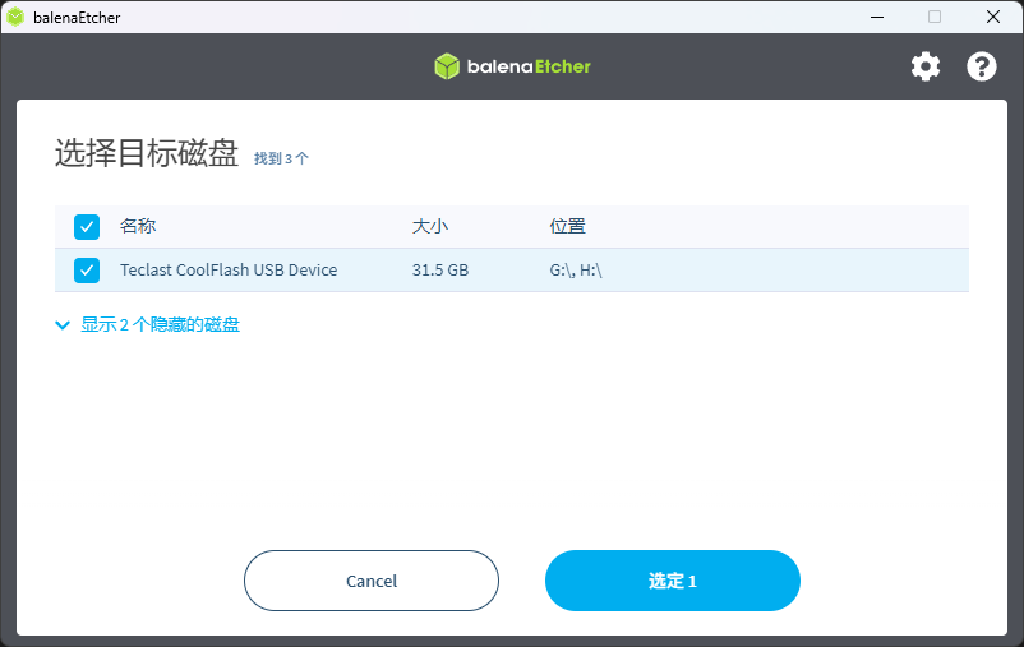 balenaEtcher
balenaEtcher
选择目标磁盘 找到 3 个
名称 大小 位置
Teclast CoolFlash USB Device 31.5 GB G:\, H:\
显示 2 个隐藏的磁盘
Cancel 选定 1